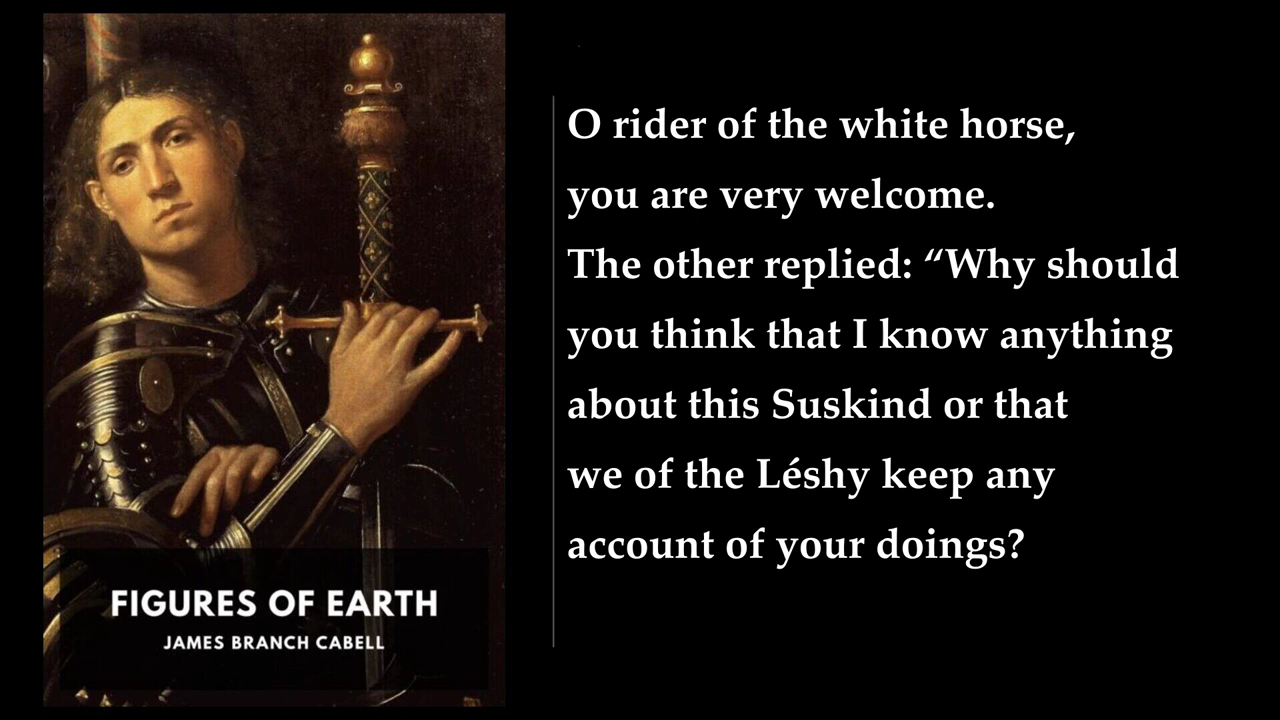 FIGURES OF EARTH
JAMES BRANCH CABELL
O rider of the white horse,
you are very welcome.
The other replied: “Why should
you think that I know anything
about this Suskind or that
we of the Léshy keep any
account of your doings?